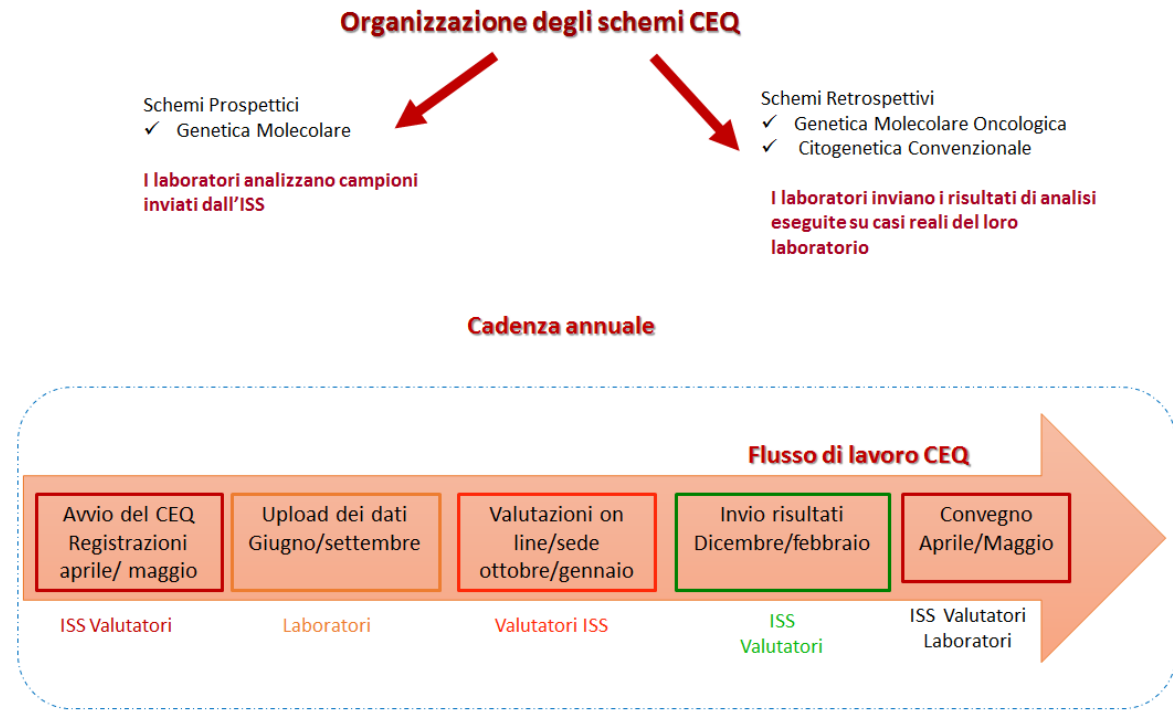 Organizzazione degli schemi CEQ
Schemi Prospettici
✓ Genetica Molecolare
I laboratori analizzano campioni
inviati dall'ISS
Schemi Retrospettivi
✓ Genetica Molecolare Oncologica
✓ Citogenetica Convenzionale
I laboratori inviano i risultati di analisi
eseguite su casi reali del loro
laboratorio
Cadenza annuale
Flusso di lavoro CEQ
Avvio del CEQ
Registrazioni
aprile/ maggio
ISS Valutatori
Upload dei dati
Giugno/settembre
Laboratori
Valutazioni on
line/sede
ottobre/gennaio
Valutatori ISS
Invio risultati
Dicembre/febbraio
ISS
Valutatori
Convegno
Aprile/Maggio
ISS Valutatori
Laboratori